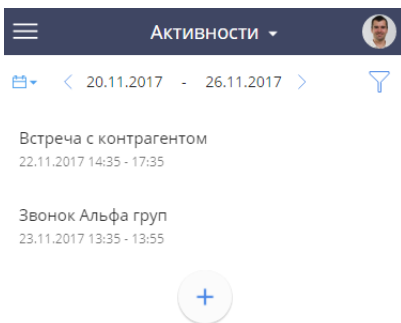 Активности
20.11.2017 - 26.11.2017
Встреча с контрагентом
22.11.2017 14:35 - 17:35
Звонок Альфа груп
23.11.2017 13:35 - 13:55